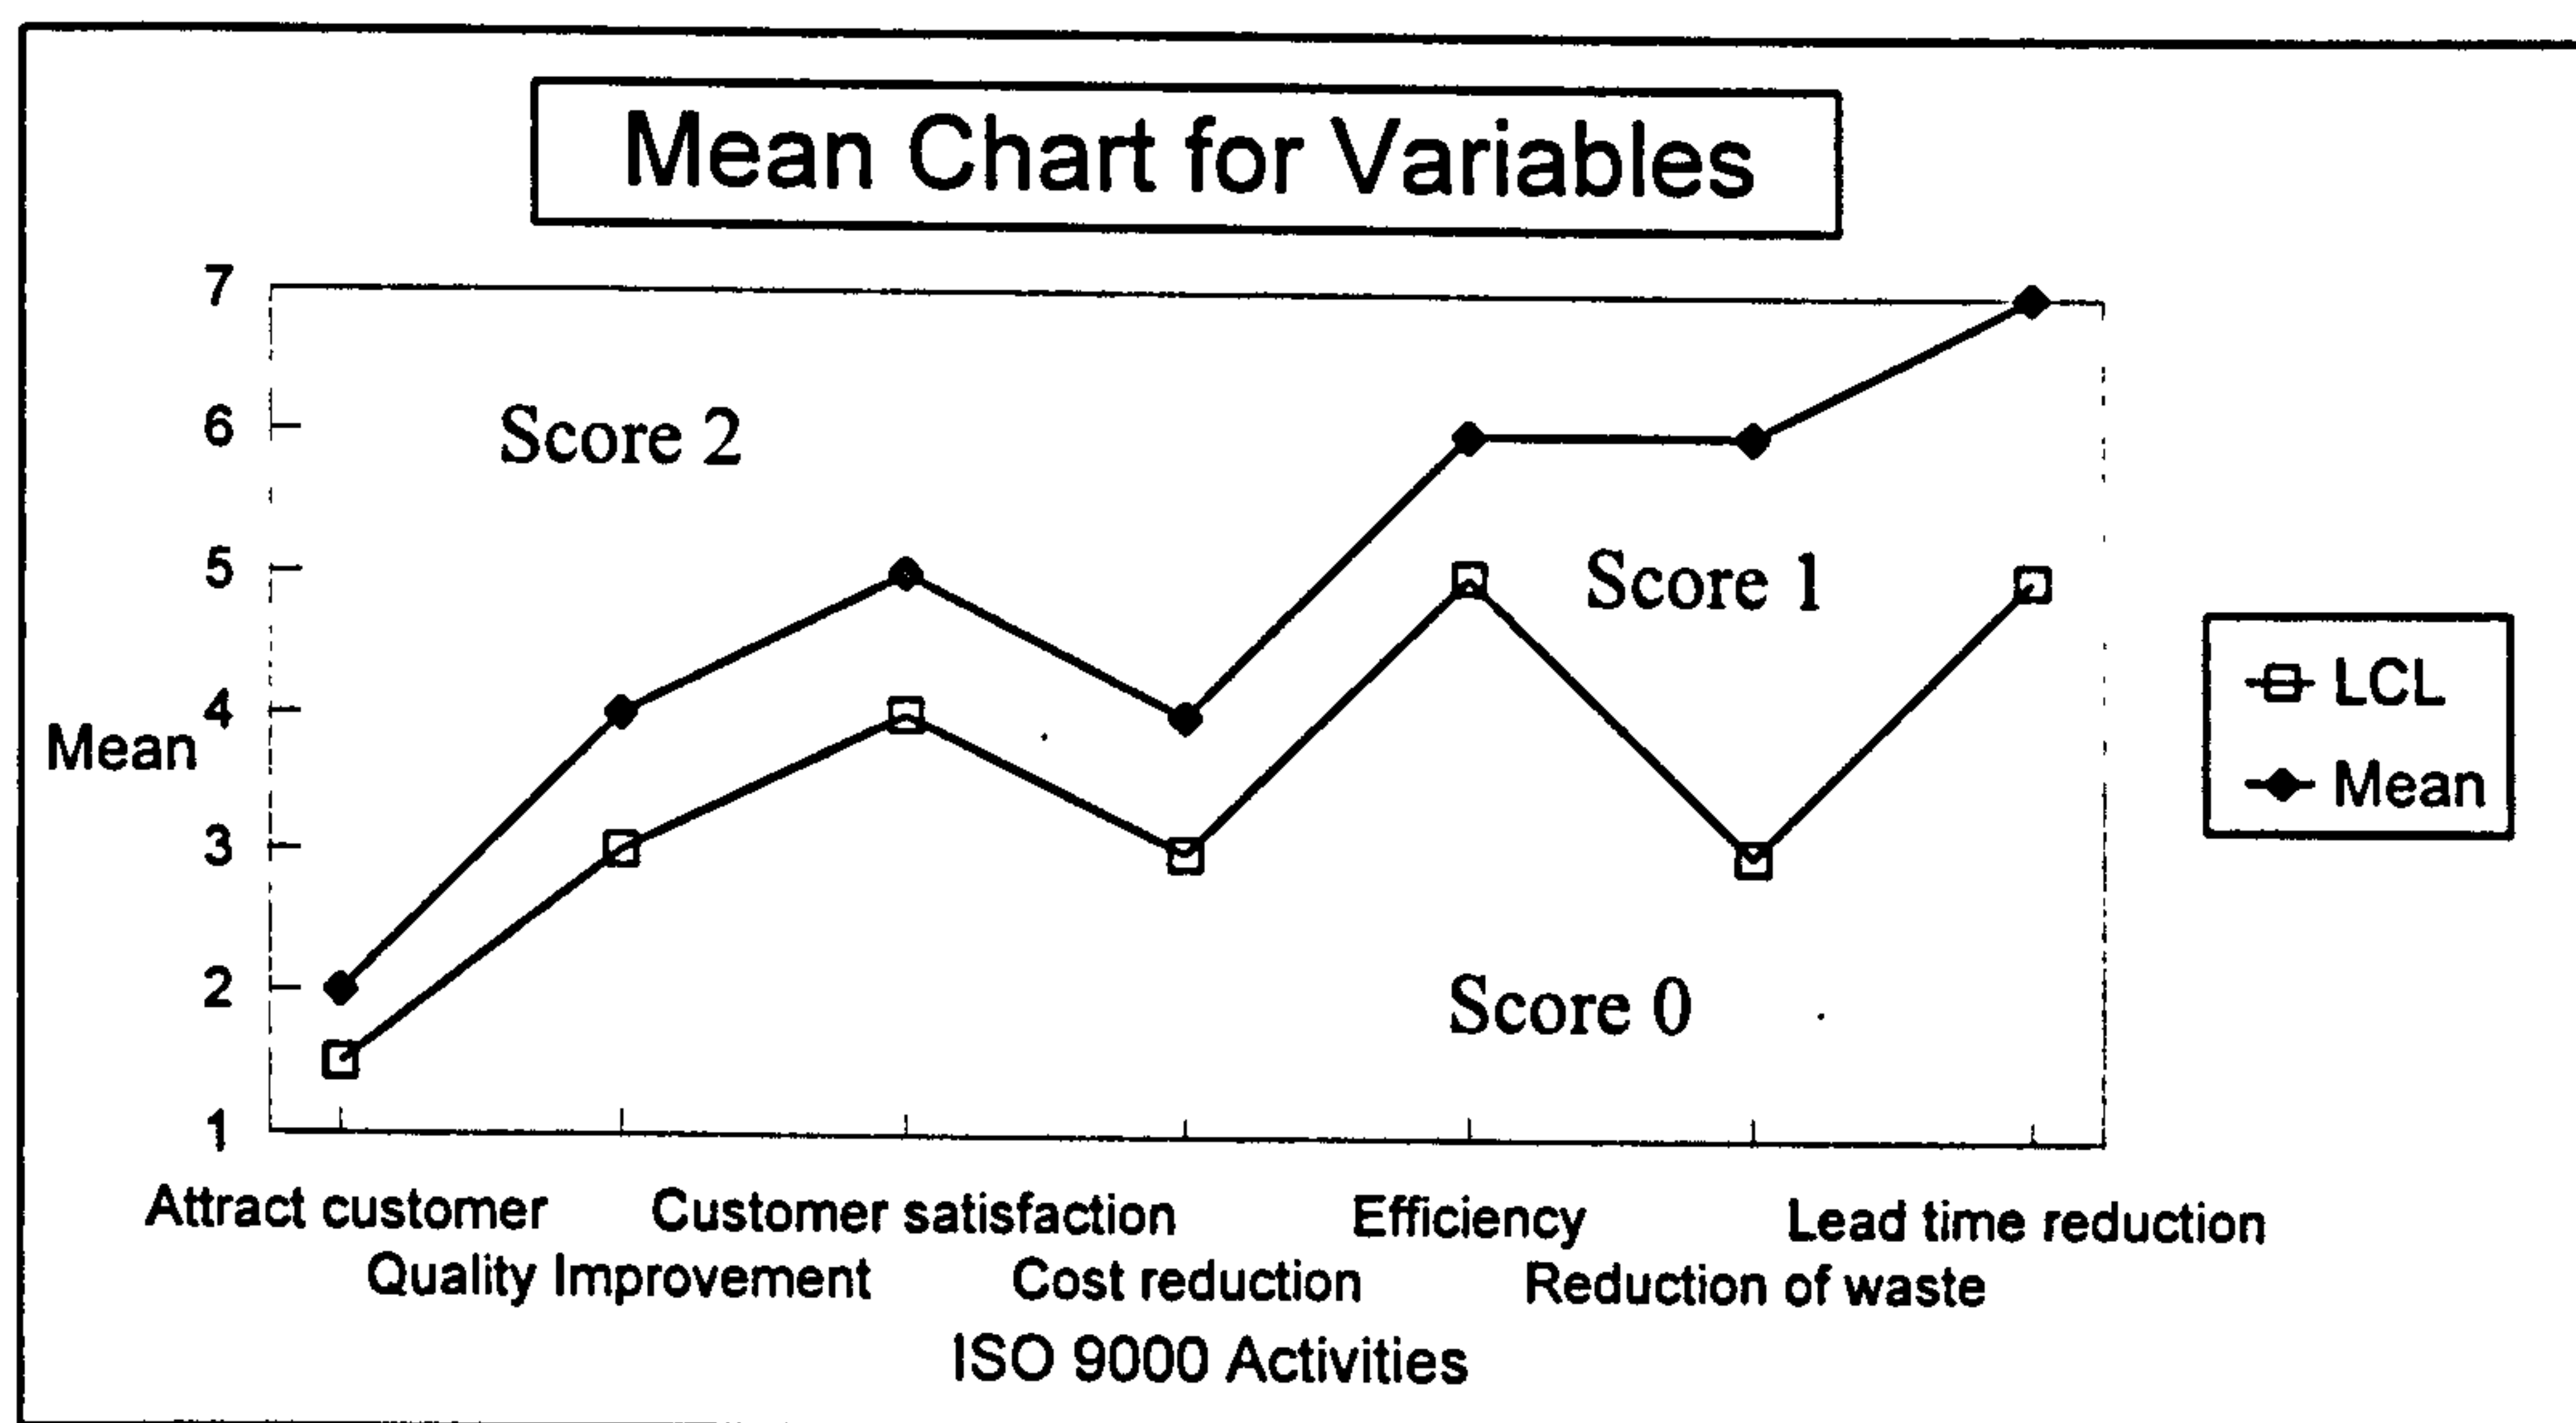 Mean Chart for Variables
7
6
5
4
3
2
1
Mean
Score 2
Score 1
Score 0
LCL
Mean
Attract customer
Quality Improvement
Customer satisfaction
Cost reduction
Efficiency
Reduction of waste
Lead time reduction
ISO 9000 Activities